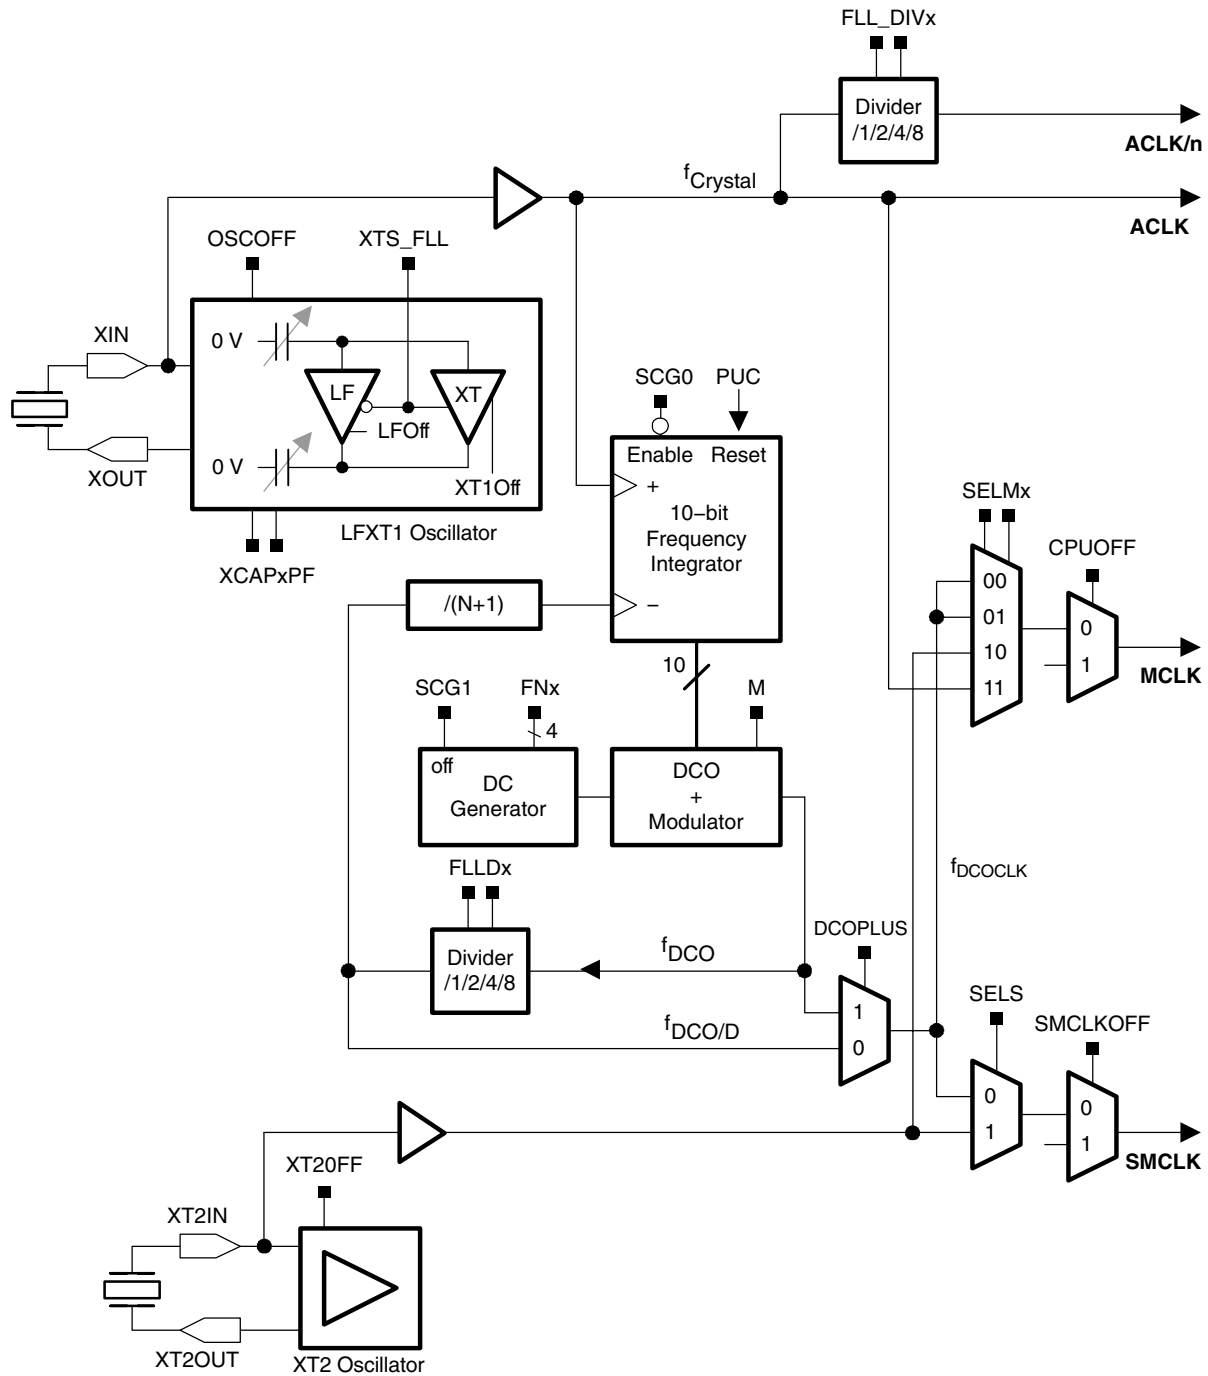 FLL_DIVx
Divider
/1/2/4/8
ACLK/n
fCrystal
ACLK
OSCOFF
XTS_FLL
XIN
0 V
LF
XT
LFOff
0 V
XT1Off
XOUT
LFXT1 Oscillator
XCAPxPF
SCG0
PUC
Enable
Reset
+
10–bit
Frequency
Integrator
–
/(N+1)
10
SELMx
CPUOFF
00
01
10
11
0
1
MCLK
SCG1
FNx
4
M
off
DC
Generator
DCO
+
Modulator
FLLDx
fDCOCLK
Divider
/1/2/4/8
fDCO
DCOPLUS
1
0
fDCO/D
SELS
SMCLKOFF
0
1
0
1
SMCLK
XT20FF
XT2IN
XT2OUT
XT2 Oscillator